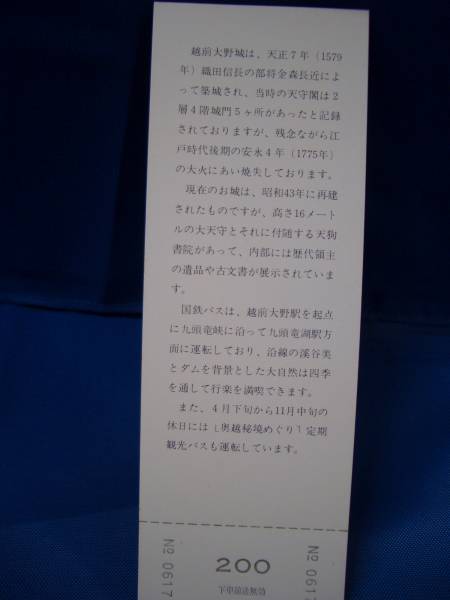 越前大野城は、天正7年(1579
年)織田信長の部将金森長近によ
って築城され、当時の天守閣は2
層4階城門5ヶ所があったと記録
されておりますが、残念ながら江
戸時代後期の安永4年(1775年)
の大火にあい焼失しております。
現在のお城は、昭和43年に再建
されたものですが、高さ16メート
ルの大天守とそれに付随する天狗
書院があって、内部には歴代領主
の遺品や古文書が展示されていま
す。
国鉄バスは、越前大野駅を起点
に九頭竜峡に沿って九頭竜湖駅方
面に運転しており、沿線の渓谷美
とダムを背景とした大自然は四季
を通して行楽を満喫できます。
また、4月下旬から11月中旬の
休日には「奥越秘境めぐり」定期
観光バスも運転しています。
No 0617
200
No 0617
下車前途無効